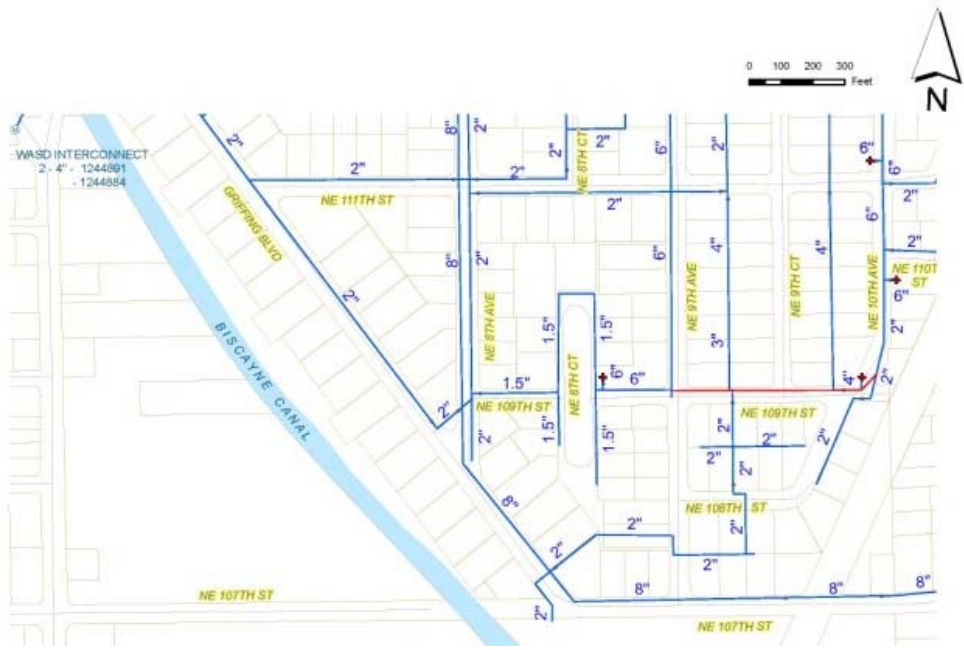 0 100 200 300 Feet
N
WASD INTERCONNECT
2 - 4" - 1244891
- 1244884
8"
2"
2"
NE 8TH CT
2"
6"
2"
6"
6"
2"
2"
2"
NE 111TH ST
2"
2"
GRIFFING BLVD
6"
2"
8"
2"
6"
4"
4"
NE 110T
ST
NE 10TH AVE
6"
2"
NE 9TH AVE
NE 9TH CT
2"
BISCAYNE CANAL
NE 8TH AVE
1.5"
1.5"
3"
NE 8TH CT
1.5"
6"
6"
4"
2"
2"
NE 109TH ST
NE 109TH ST
2"
1.5"
1.5"
2"
2"
2"
2"
2"
8"
NE 108TH ST
2"
2"
2"
2"
8"
8"
8"
NE 107TH ST
2"
NE 107TH ST